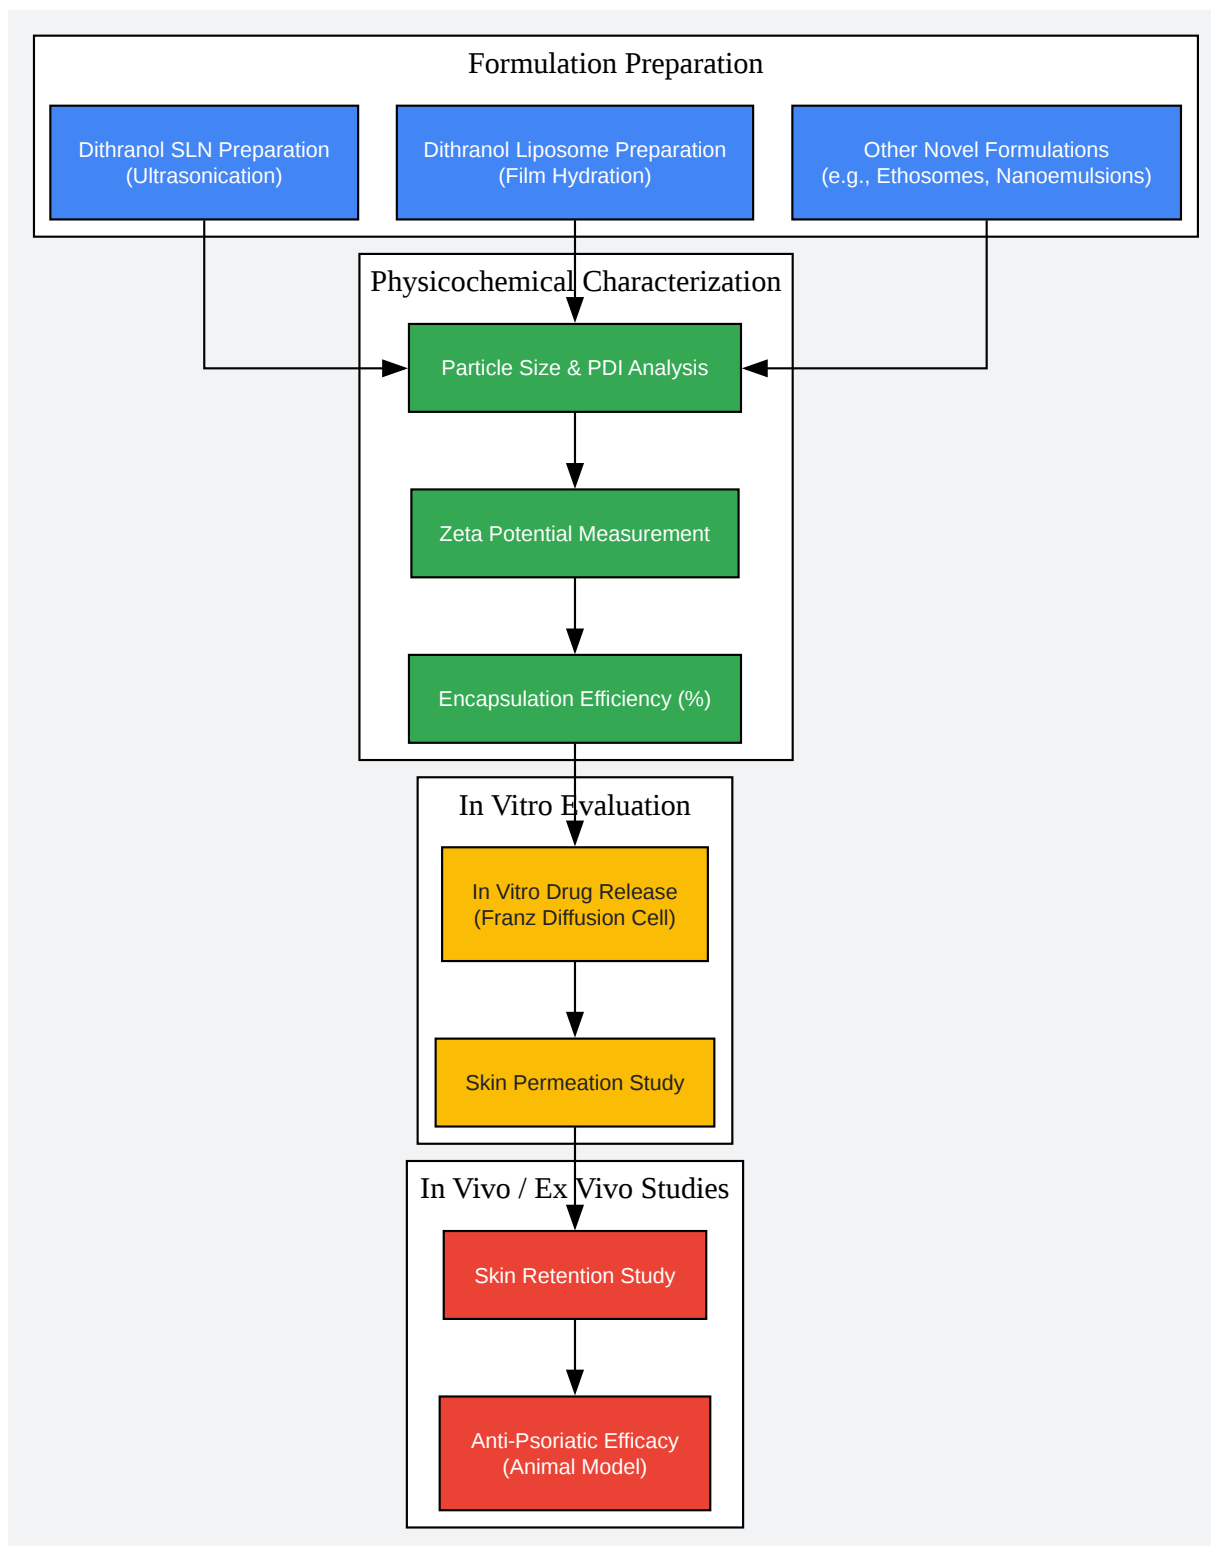 Formulation Preparation
Dithranol SLN Preparation
(Ultrasonication)
Dithranol Liposome Preparation
(Film Hydration)
Other Novel Formulations
(e.g., Ethosomes, Nanoemulsions)
Physicochemical Characterization
Particle Size & PDI Analysis
Zeta Potential Measurement
Encapsulation Efficiency (%)
In Vitro Evaluation
In Vitro Drug Release
(Franz Diffusion Cell)
Skin Permeation Study
In Vivo / Ex Vivo Studies
Skin Retention Study
Anti-Psoriatic Efficacy
(Animal Model)